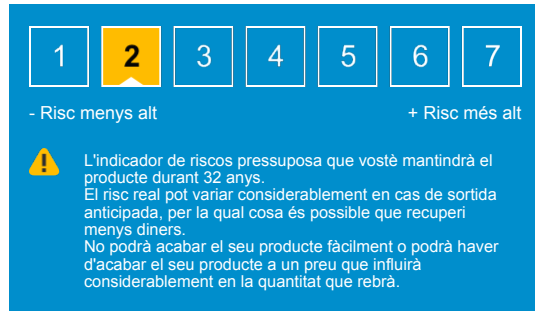 1 2 3 4 5 6 7
- Risc menys alt + Risc més alt
L'indicador de riscos pressuposa que vostè mantindrà el
producte durant 32 anys.
El risc real pot variar considerablement en cas de sortida
anticipada, per la qual cosa és possible que recuperi
menys diners.
No podrà acabar el seu producte fàcilment o podrà haver
d'acabar el seu producte a un preu que influirà
considerablement en la quantitat que rebrà.